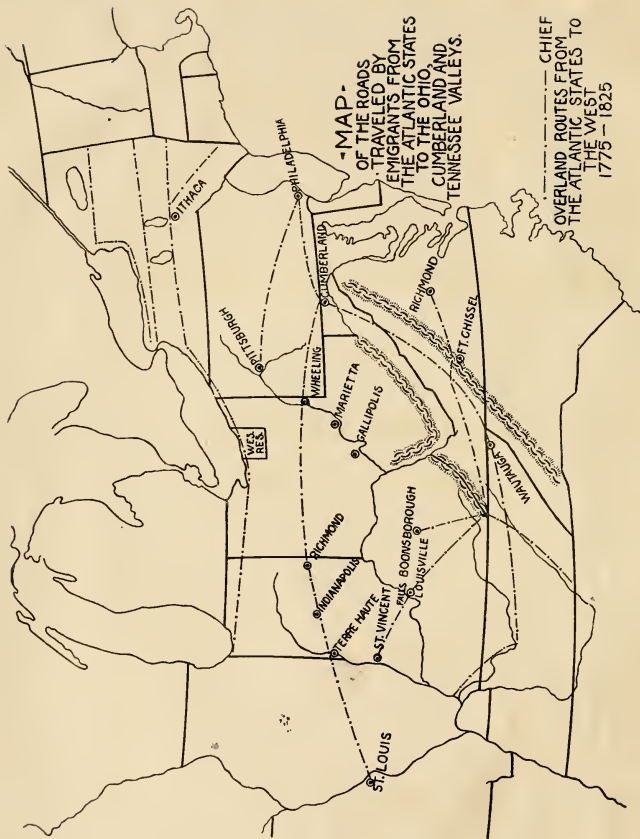 -MAP-
OF THE ROADS
TRAVELED BY
EMIGRANTS FROM
THE ATLANTIC STATES
TO THE OHIO,
CUMBERLAND AND
TENNESSEE VALLEYS.
CHIEF
OVERLAND ROUTES FROM
THE ATLANTIC STATES TO
THE WEST
1775-1825
ITHACA
PHILADELPHIA
PITTSBURGH
CUMBERLAND
WHEELING
WES.
RES.
MARIETTA
GALLIPOLIS
RICHMOND
FT. CHISSEL
WAUTAUGA
RICHMOND
INDIANAPOLIS
TERRE HAUTE
ST. VINCENT
FALLS
LOUISVILLE
BOONSBOROUGH
ST. LOUIS